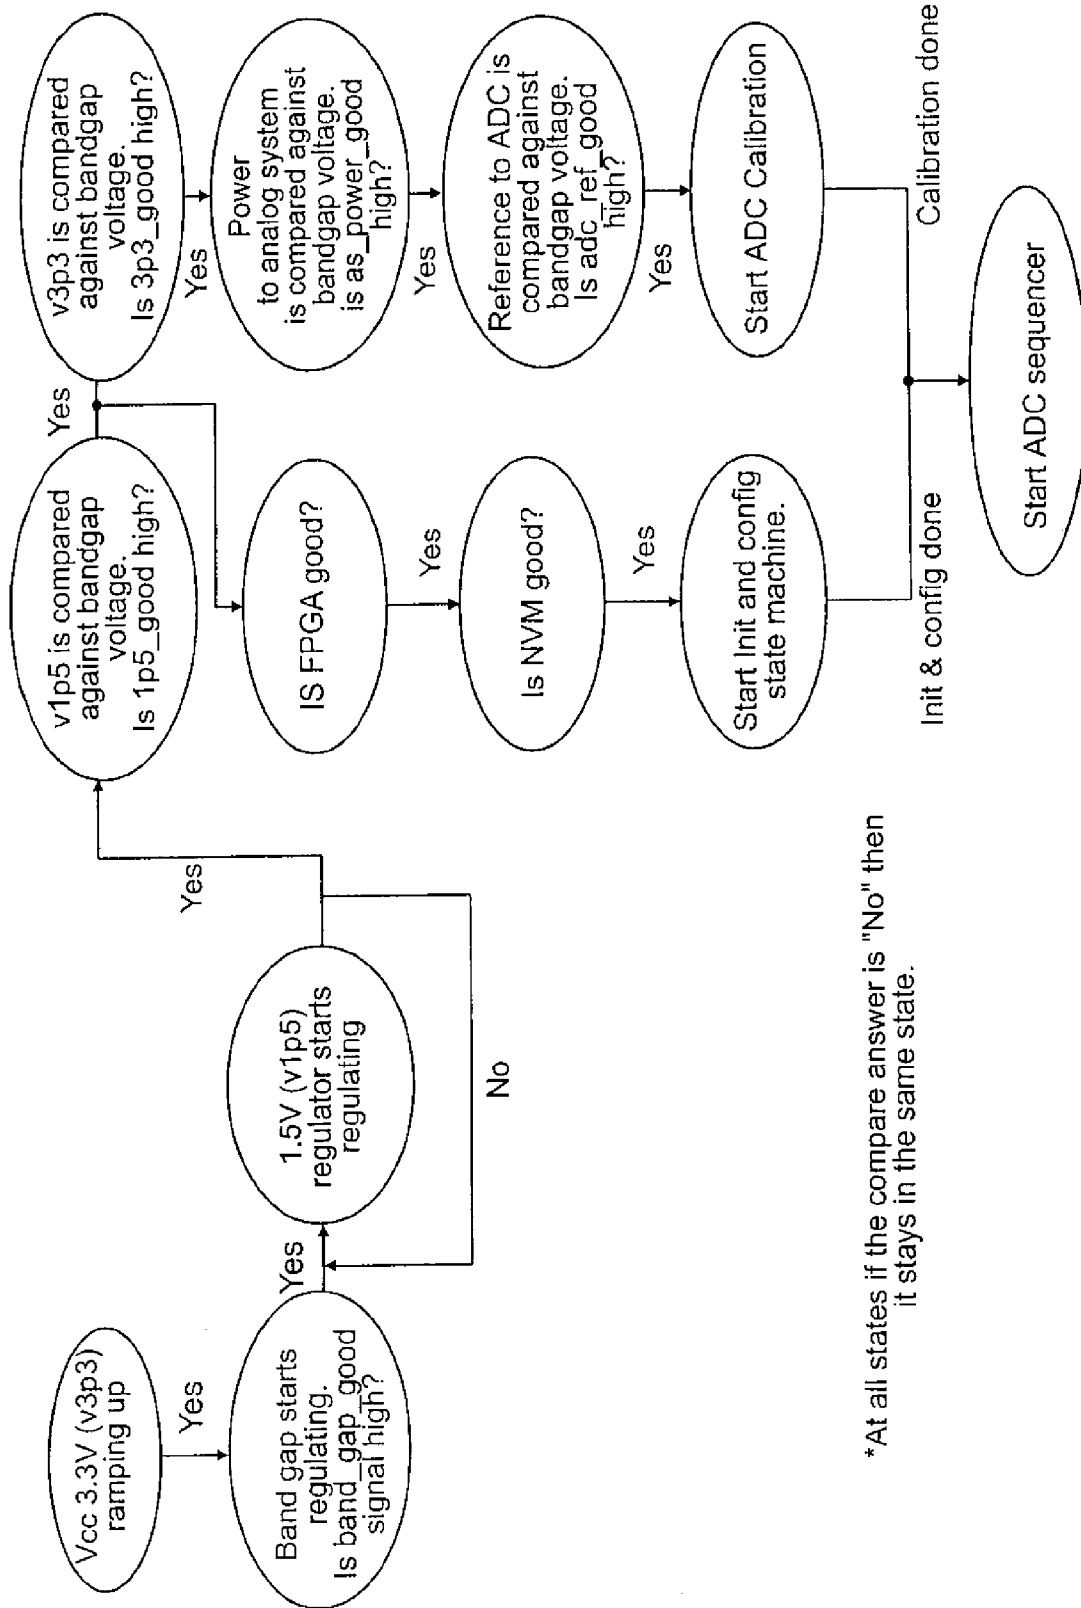 Vcc 3.3V (v3p3)
ramping up
Yes
Band gap starts
regulating.
Is band_gap_good
signal high?
Yes
1.5V (v1p5)
regulator starts
regulating
No
Yes
v1p5 is compared
against bandgap
voltage.
Is 1p5_good high?
Yes
v3p3 is compared
against bandgap
voltage.
Is 3p3_good high?
Yes
Power
to analog system
is compared against
bandgap voltage.
is as_power_good
high?
Yes
Reference to ADC is
compared against
bandgap voltage.
Is adc_ref_good
high?
Yes
Start ADC Calibration
Calibration done
IS FPGA good?
Yes
Is NVM good?
Yes
Start Init and config
state machine.
Init & config done
Start ADC sequencer
*At all states if the compare answer is "No" then
it stays in the same state.